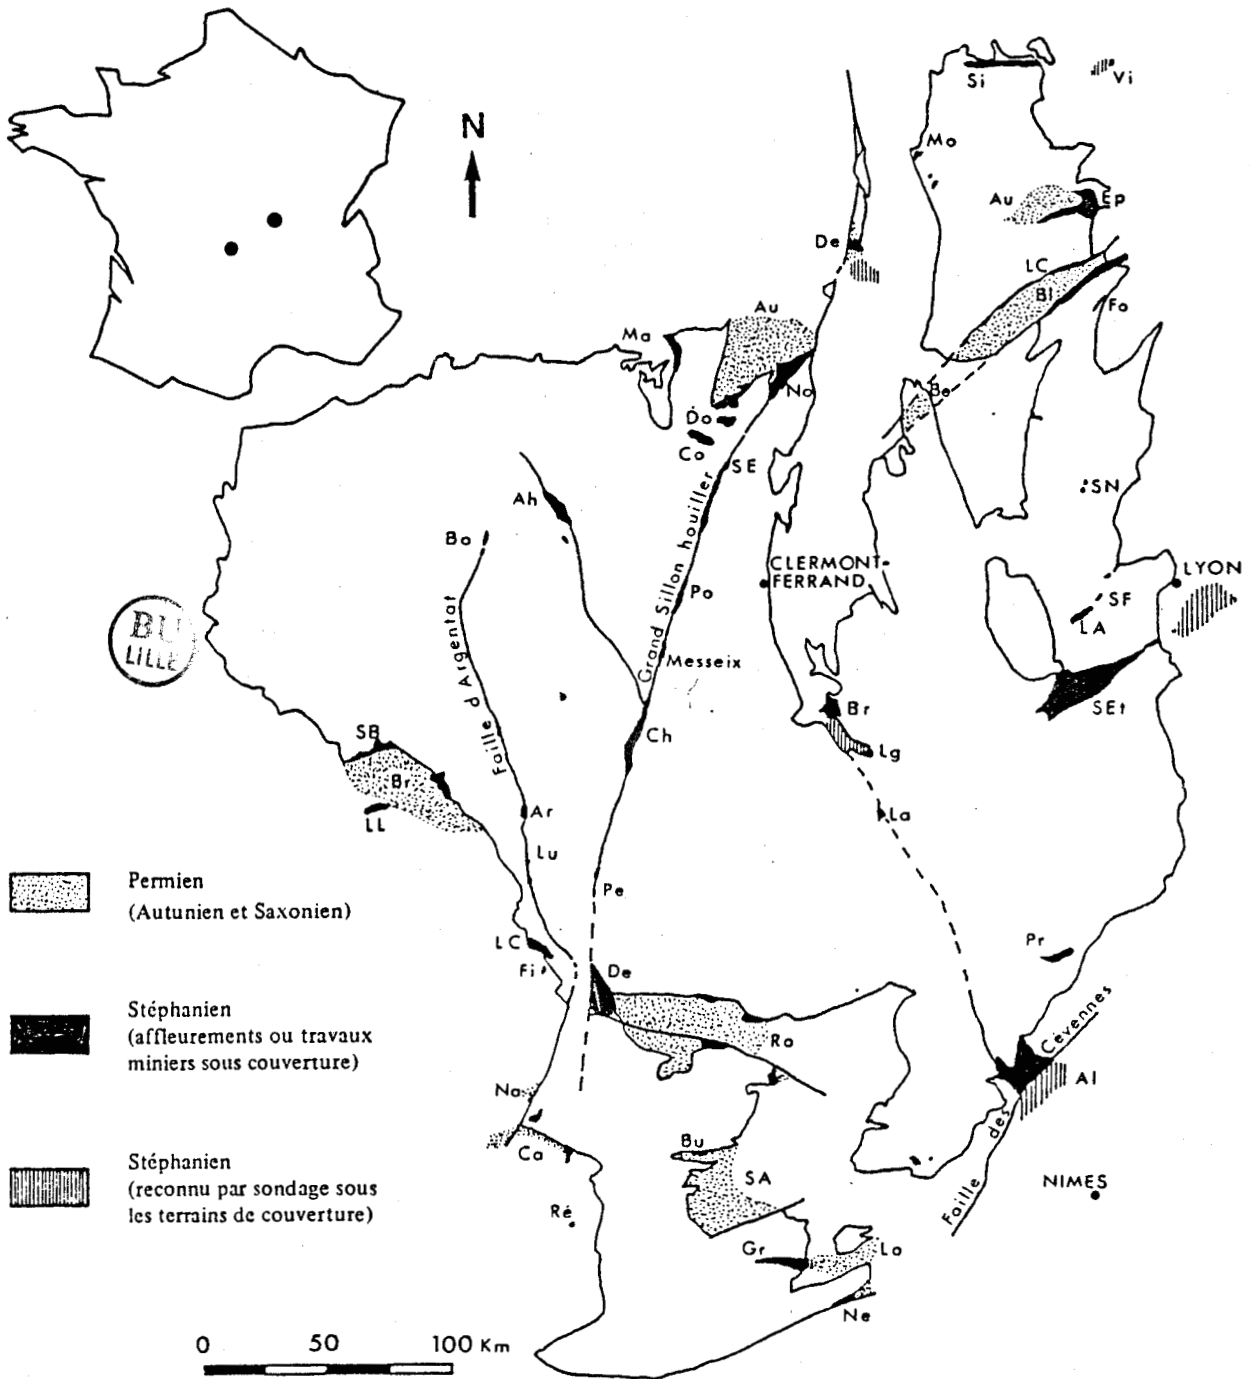 N
Si
Vi
Mo
Au
Ep
De
LC
Bl
Fo
Au
Ma
No
Be
Do
Co
SE
SN
Ah
Bo
Grand Sillon houiller
CLERMONT-
FERRAND
LYON
Po
SF
LA
BU
LILLE
Faille d'Argentat
Messeix
SEt
Br
Ch
Lg
SB
Br
LL
Ar
La
Lu
Pe
Permien
(Autunien et Saxonien)
LC
Fi
De
Pr
Stéphanien
(affleurements ou travaux
miniers sous couverture)
Ro
Faille des Cévennes
Al
Na
Ca
Bu
SA
Stéphanien
(reconnu par sondage sous
les terrains de couverture)
NIMES
Ré
Gr
Lo
Ne
0 50 100 Km